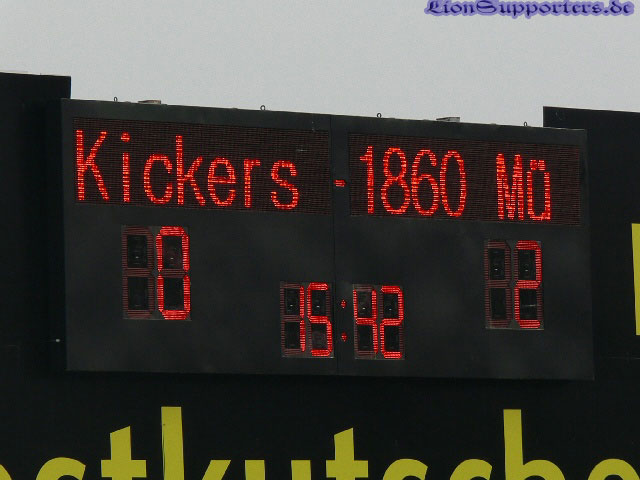 LionSupporters.de
Kickers - 1860 Mü
0 2
15:42